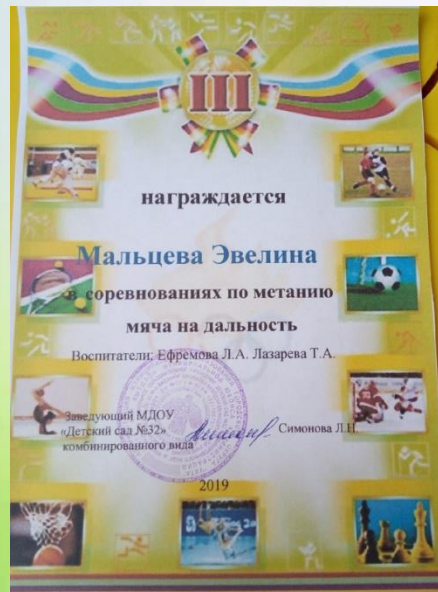 III
награждается
Мальцева Эвелина
в соревнованиях по метанию
мяча на дальность
Воспитатели: Ефремова Л.А. Лазарева Т.А.
Заведующий МДОУ
«Детский сад №32» Симонова Л.Н.
комбинированного вида
2019